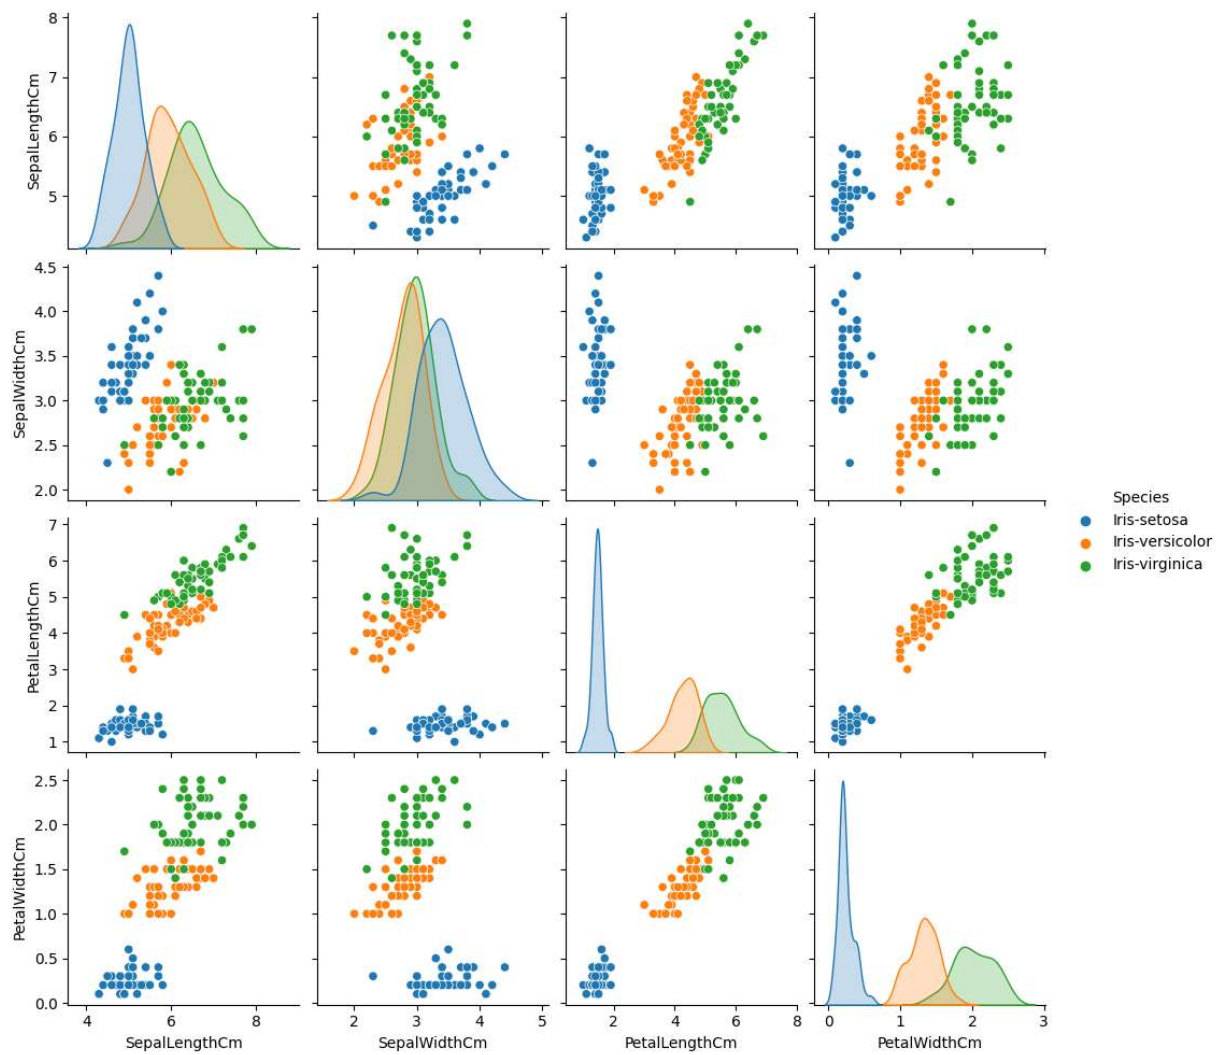 8
7
6
5
SepalLengthCm
4.5
4.0
3.5
3.0
2.5
2.0
SepalWidthCm
Species
Iris-setosa
Iris-versicolor
Iris-virginica
7
6
5
4
3
2
1
PetalLengthCm
2.5
2.0
1.5
1.0
0.5
0.0
PetalWidthCm
4 6 8
2 3 4 5
2 4 6 8
0 1 2 3
SepalLengthCm
SepalWidthCm
PetalLengthCm
PetalWidthCm